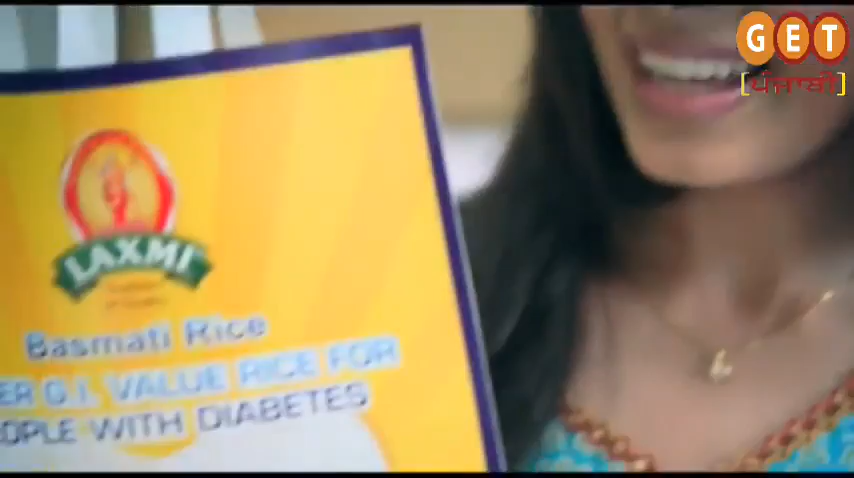 GET
[ਪੰਜਾਬੀ]
LAXMI
Basmati Rice
ER G.I. VALUE RICE FOR
OPLE WITH DIABETES